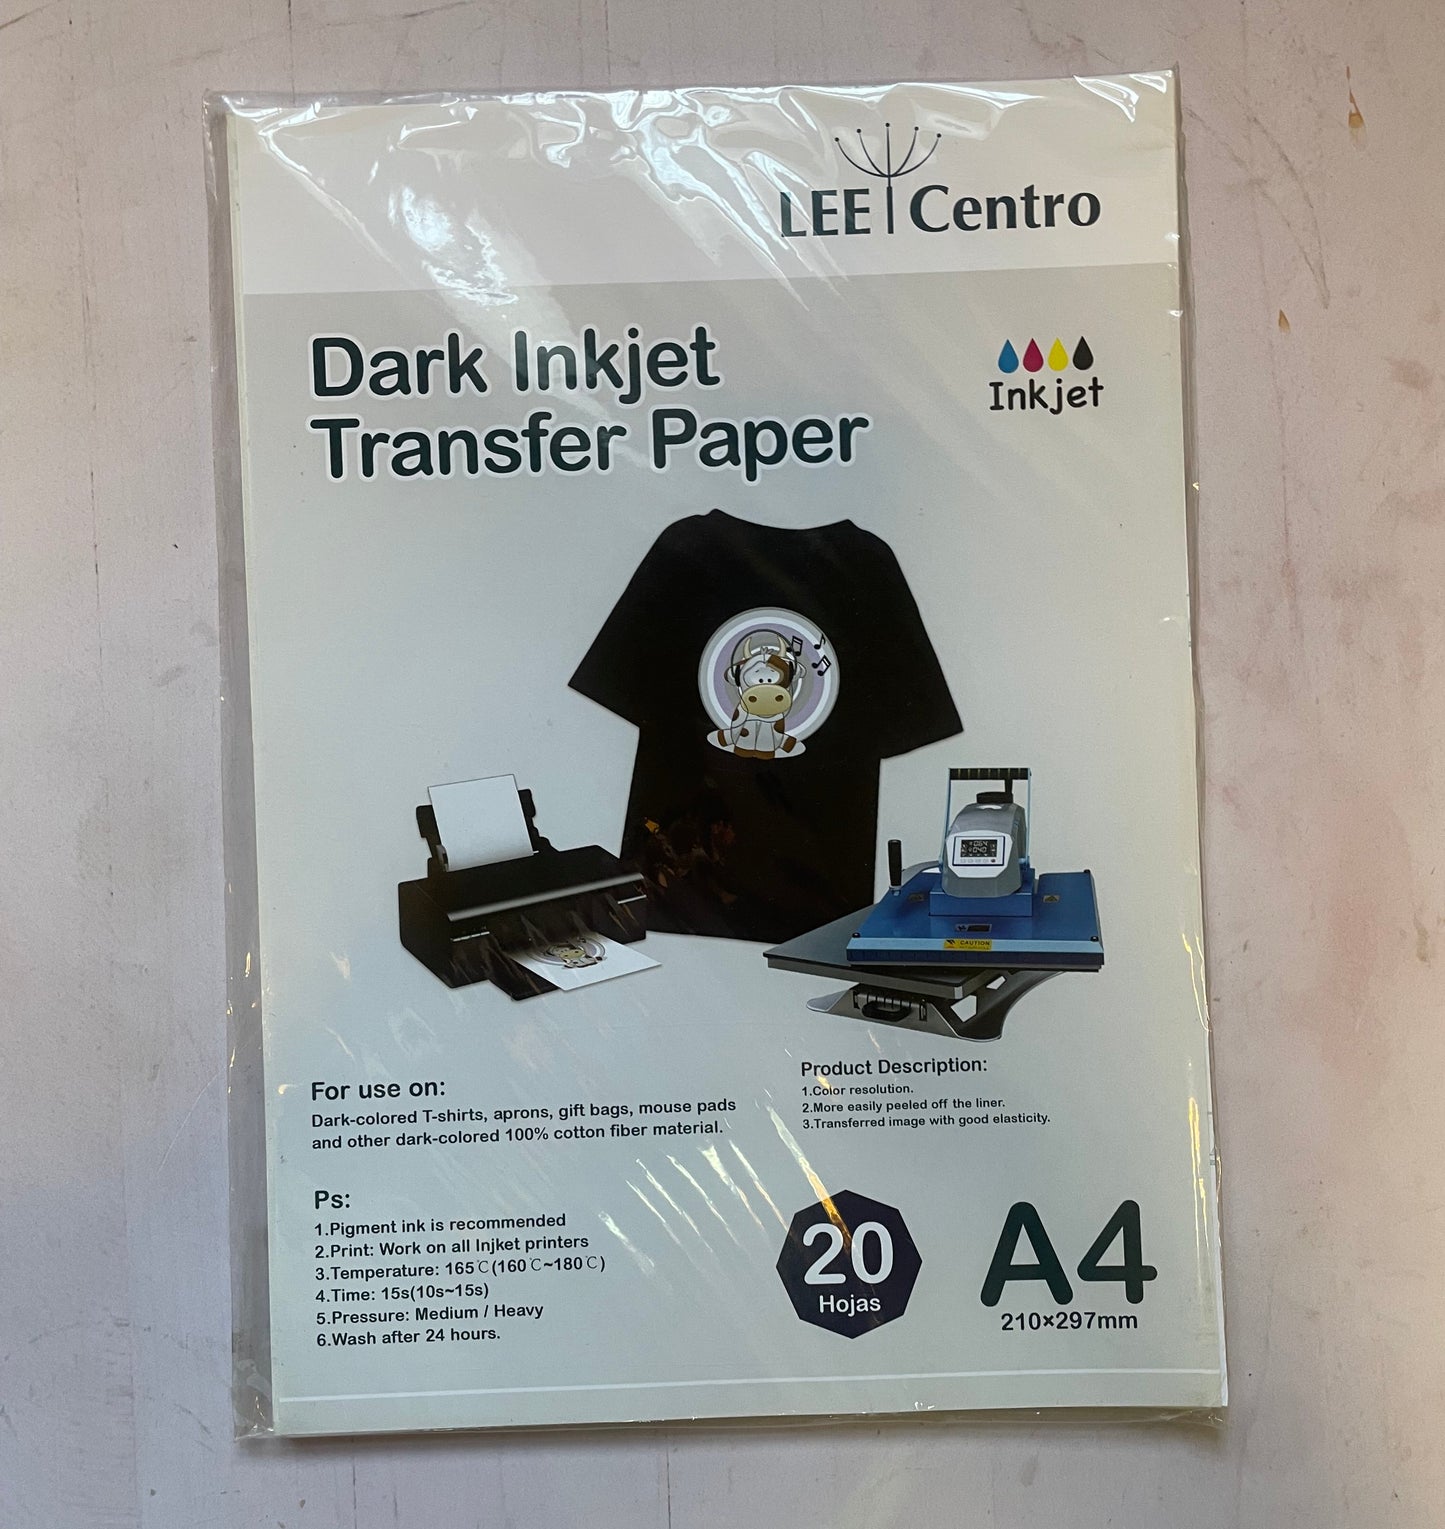 LEE Centro
Dark Inkjet
Transfer Paper
Inkjet
CAUTION
For use on:
Dark-colored T-shirts, aprons, gift bags, mouse pads
and other dark-colored 100% cotton fiber material.
Product Description:
1.Color resolution.
2.More easily peeled off the liner.
3.Transferred image with good elasticity.
Ps:
1.Pigment ink is recommended
2.Print: Work on all Injket printers
3.Temperature: 165℃(160℃~180℃)
4.Time: 15s(10s~15s)
5.Pressure: Medium / Heavy
6.Wash after 24 hours.
20
Hojas
A4
210×297mm